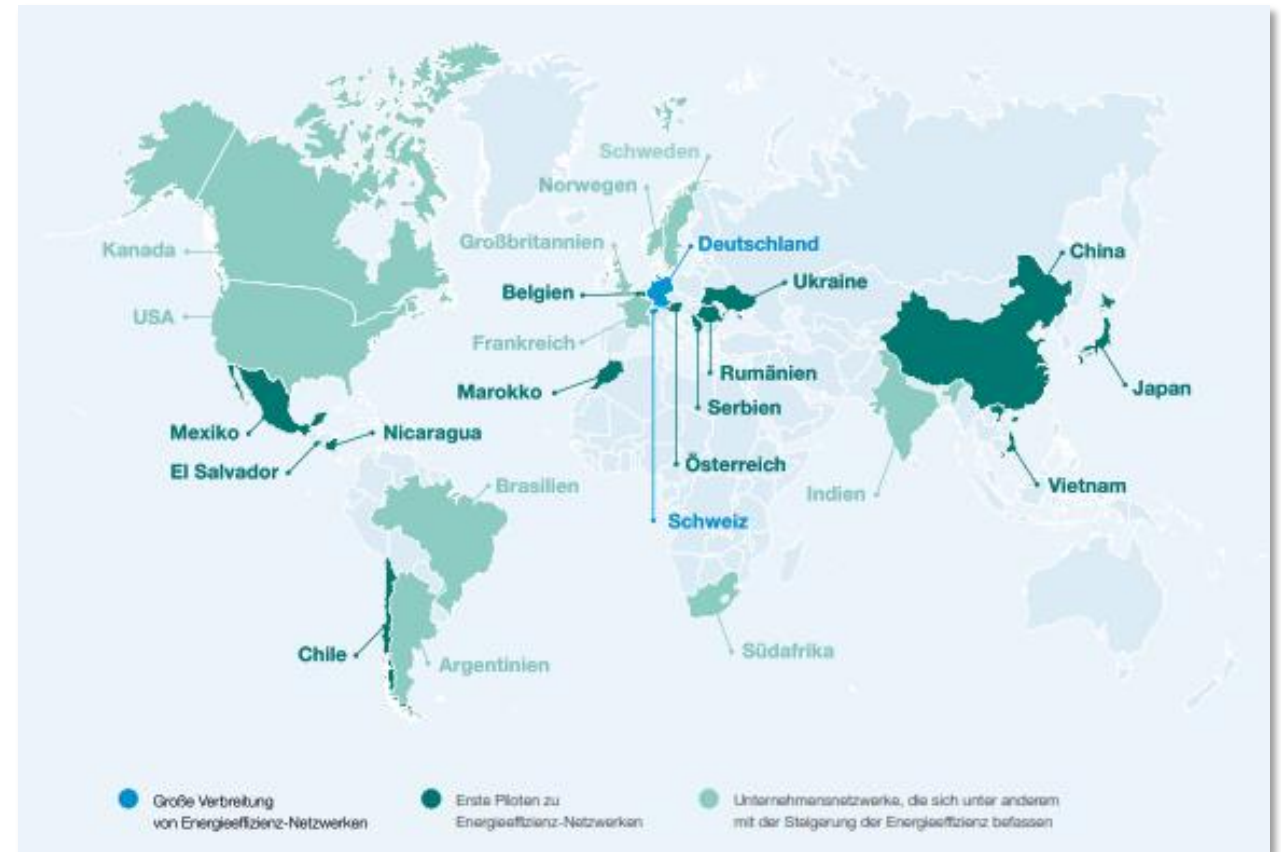 Schweden
Norwegen
Kanada
Großbritannien
Deutschland
China
Belgien
Ukraine
USA
Frankreich
Rumänien
Japan
Marokko
Serbien
Mexiko
Nicaragua
El Salvador
Österreich
Brasilien
Indien
Vietnam
Schweiz
Chile
Argentinien
Südafrika
Große Verbreitung
von Energieeffizienz-Netzwerken
Erste Piloten zu
Energieeffizienz-Netzwerken
Unternehmensnetzwerke, die sich unter anderem
mit der Steigerung der Energieeffizienz befassen